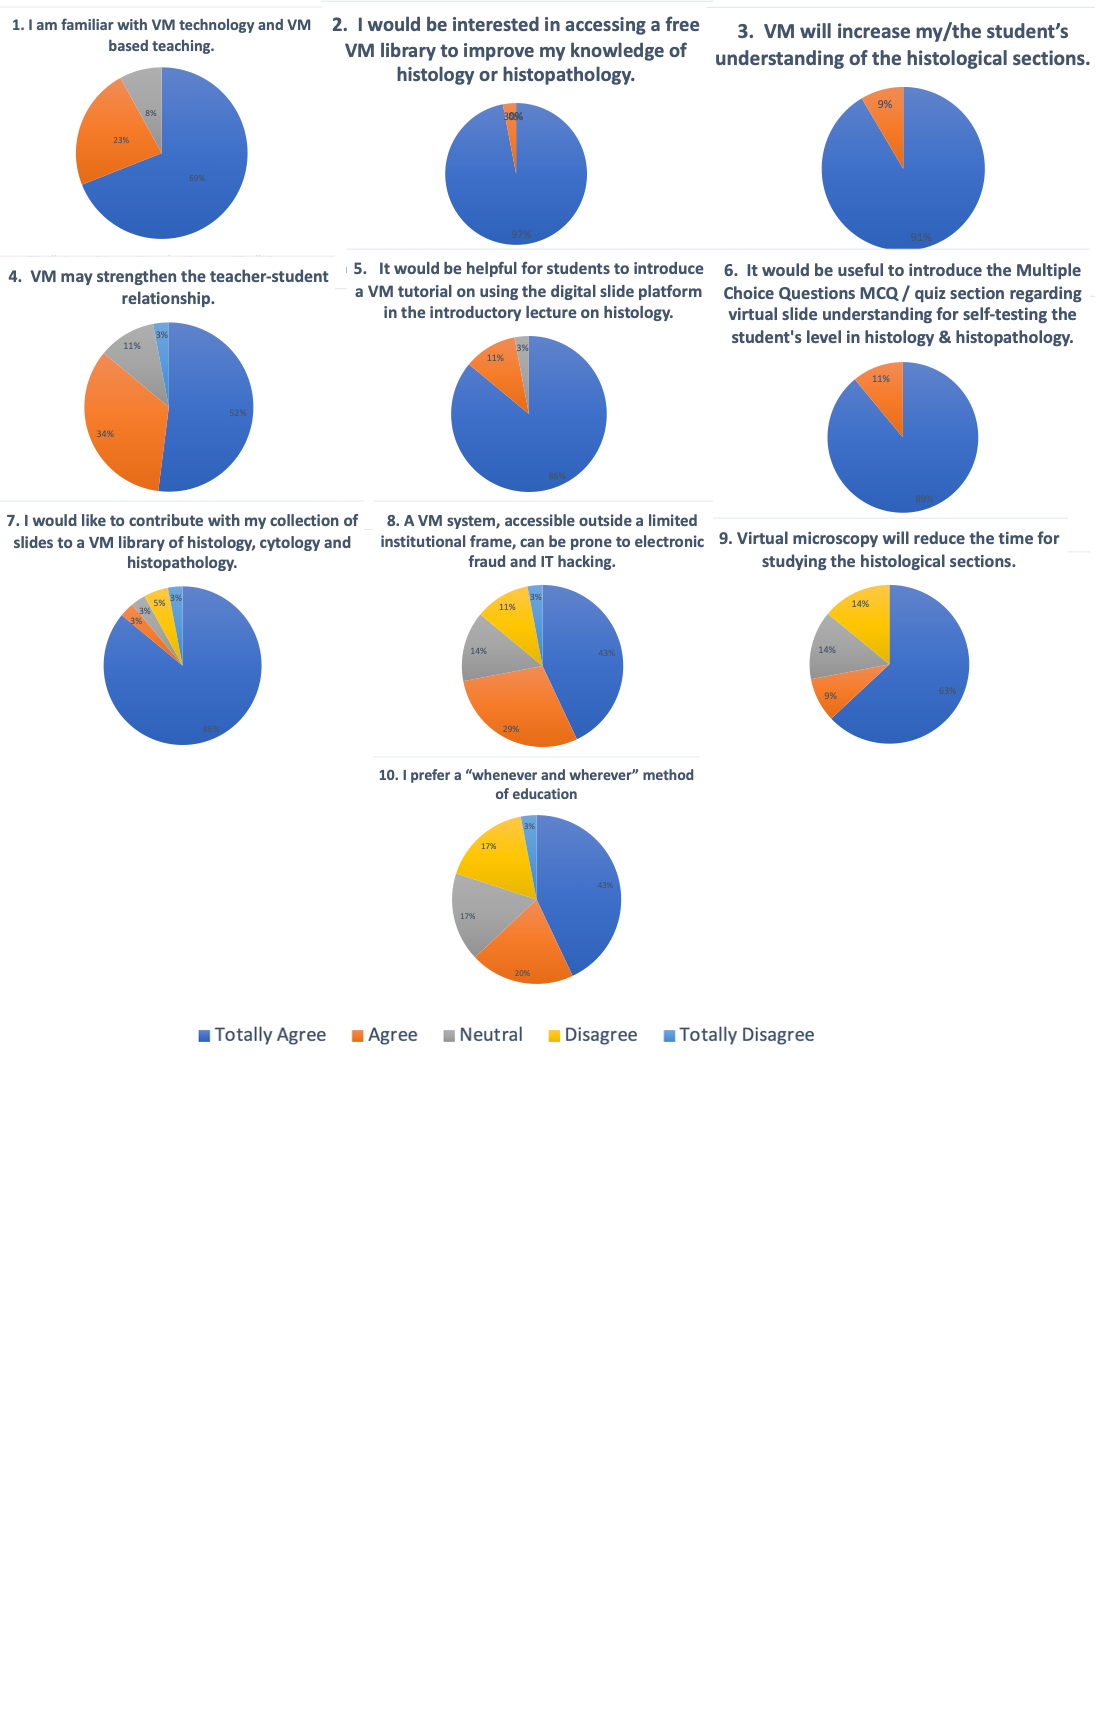 1. I am familiar with VM technology and VM
based teaching.
8%
23%
69%
2.  I would be interested in accessing a free
VM library to improve my knowledge of
histology or histopathology.
3%
0%
97%
3.  VM will increase my/the student’s
understanding of the histological sections.
9%
91%
4.  VM may strengthen the teacher-student
relationship.
3%
11%
52%
34%
5.   It would be helpful for students to introduce
a VM tutorial on using the digital slide platform
in the introductory lecture on histology.
3%
11%
86%
6.  It would be useful to introduce the Multiple
Choice Questions MCQ / quiz section regarding
virtual slide understanding for self-testing the
student's level in histology & histopathology.
11%
89%
7. I would like to contribute with my collection of
slides to a VM library of histology, cytology and
histopathology.
3%
5%
3%
3%
86%
8. A VM system, accessible outside a limited
institutional frame, can be prone to electronic
fraud and IT hacking.
3%
11%
14%
43%
29%
9. Virtual microscopy will reduce the time for
studying the histological sections.
14%
14%
9%
63%
10. I prefer a “whenever and wherever” method
of education
3%
17%
43%
17%
20%
Totally Agree
Agree
Neutral
Disagree
Totally Disagree